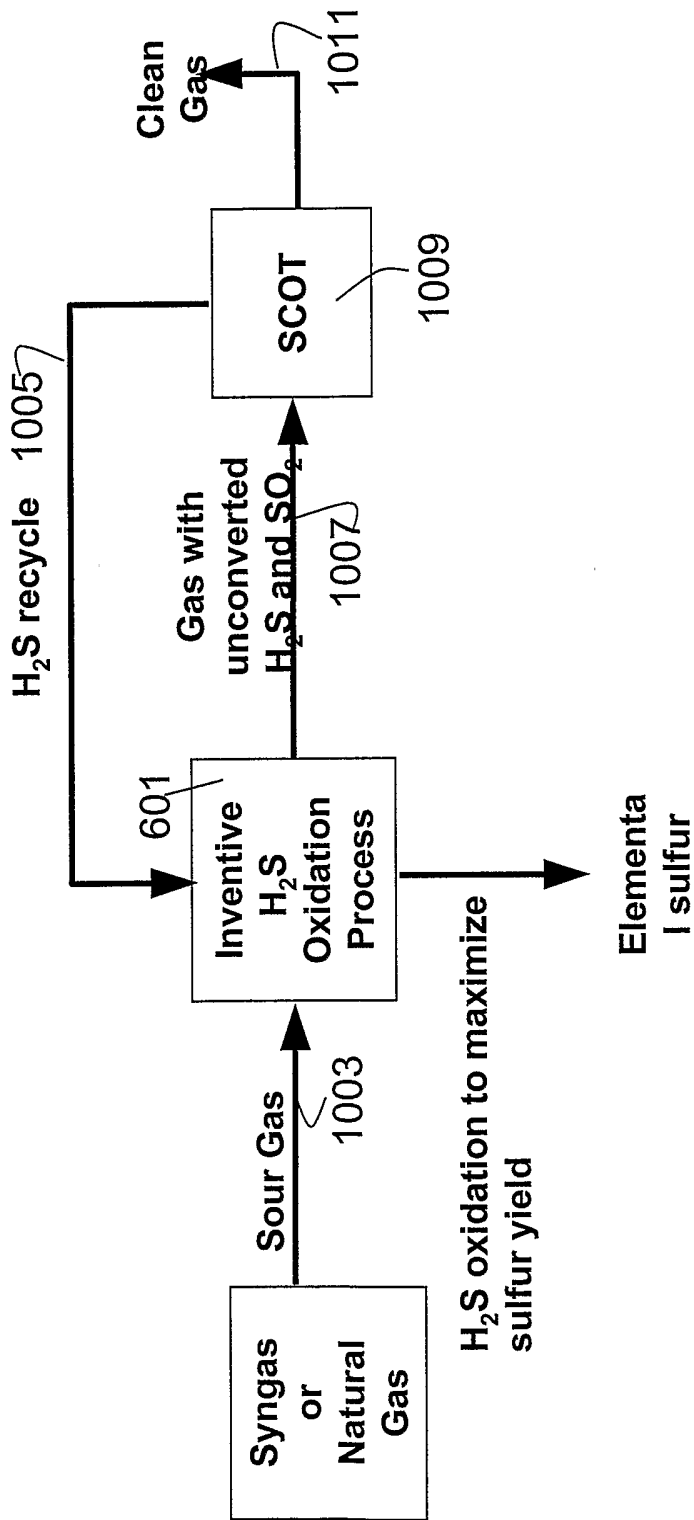 Syngas
or
Natural
Gas
Sour Gas
1003
601
Inventive
H₂S
Oxidation
Process
H₂S oxidation to maximize
sulfur yield
Elementa
l sulfur
H₂S recycle 1005
Gas with
unconverted
H₂S and SO₂
1007
SCOT
1009
Clean
Gas
1011